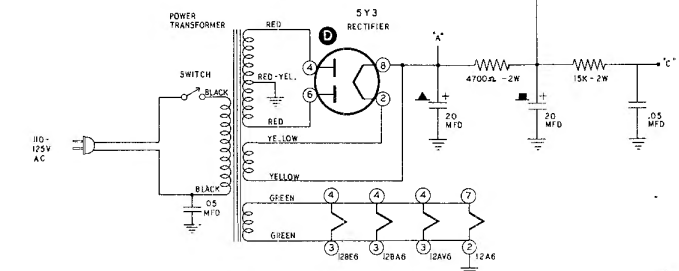 POWER
TRANSFORMER
RED
5Y3
RECTIFIER
D
"A"
"C"
4
8
RED-YEL.
6
2
RED
4700Ω -2W
15K-2W
SWITCH
BLACK
+
20
MFD
+
20
MFD
.05
MFD
110-
125V
AC
YELLOW
YELLOW
BLACK
.05
MFD
GREEN
GREEN
4
4
4
7
3
12BE6
3
12BA6
3
12AV6
2
12A6